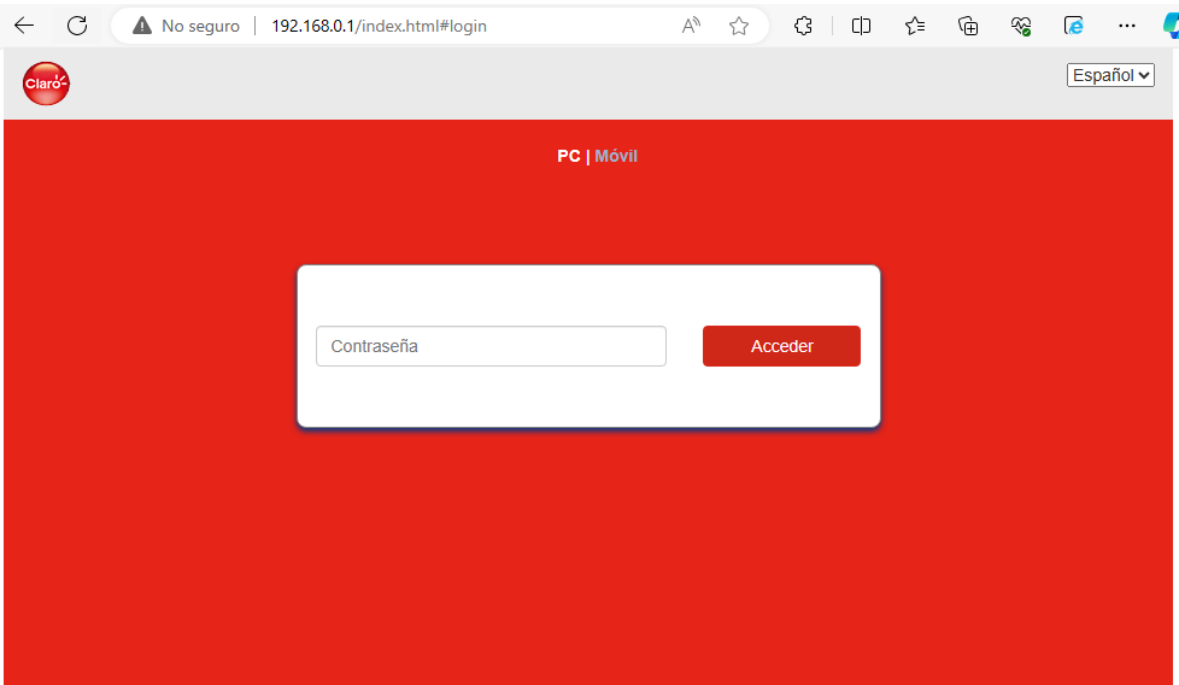 No seguro | 192.168.0.1/index.html#login
Claro
Español
PC | Móvil
Contraseña
Acceder